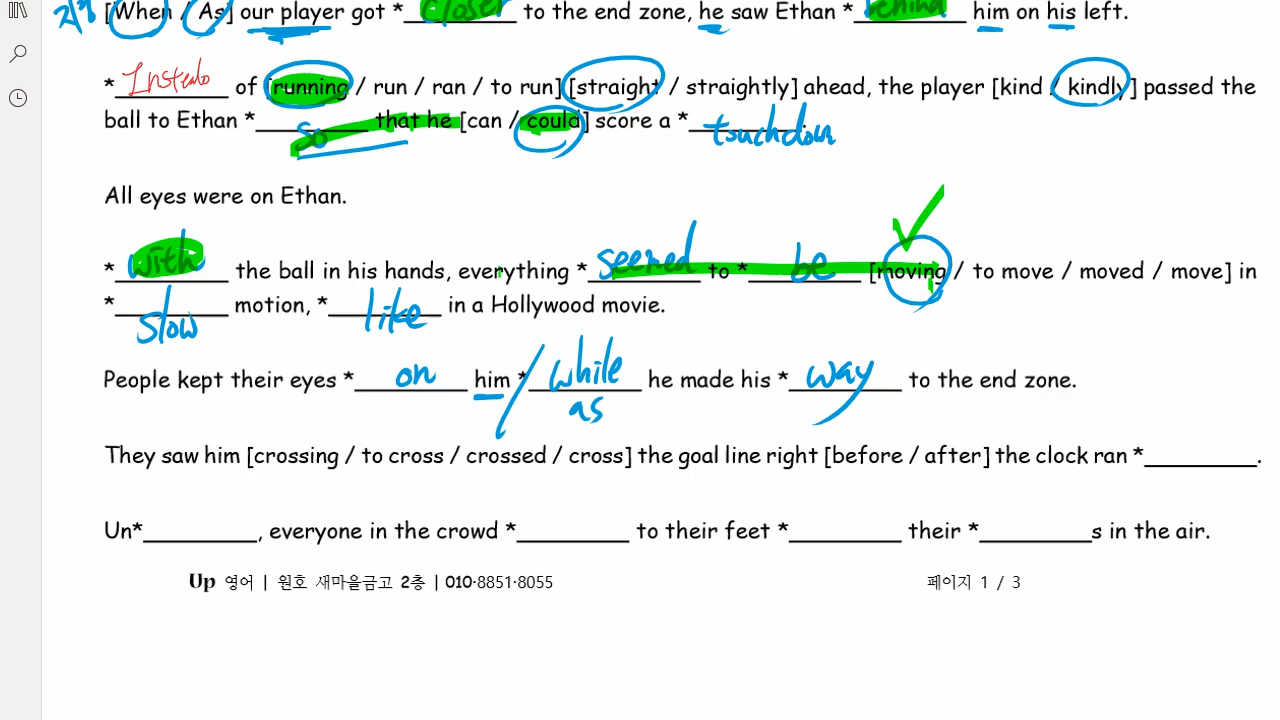 [When / As] our player got * closer to the end zone, he saw Ethan * behind him on his left.
* Instead of [running / run / ran / to run] [straight / straightly] ahead, the player [kind / kindly] passed the
ball to Ethan * so that he [can / could] score a * touchdown.
All eyes were on Ethan.
* with the ball in his hands, everything * seemed to * be [moving / to move / moved / move] in
* slow motion, * like in a Hollywood movie.
People kept their eyes * on him * while he made his * way to the end zone.
as
They saw him [crossing / to cross / crossed / cross] the goal line right [before / after] the clock ran *_________.
Un*_________, everyone in the crowd *_________ to their feet *_________ their *_________s in the air.
Up 영어 | 원호 새마을금고 2층 | 010·8851·8055
페이지 1 / 3